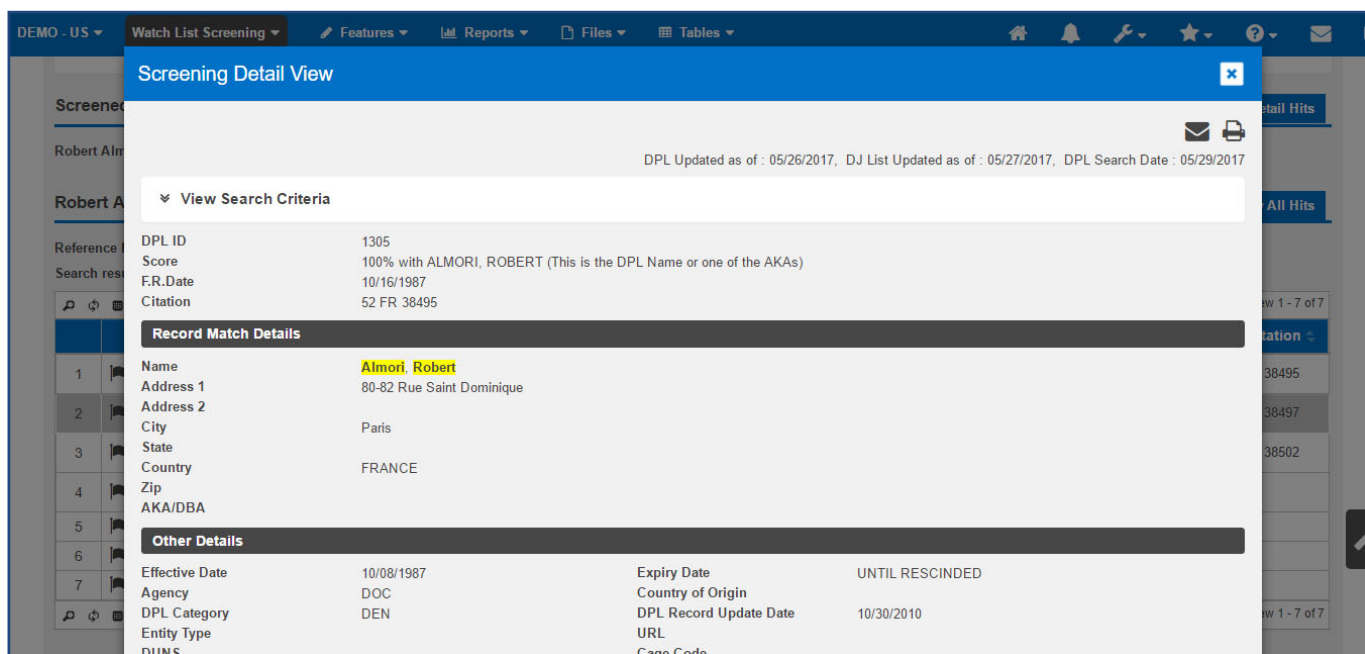 DEMO - US Watch List Screening Features Reports Files Tables
Screening Detail View
Screened
etail Hits
Robert Alm
DPL Updated as of : 05/26/2017, DJ List Updated as of : 05/27/2017, DPL Search Date : 05/29/2017
Robert A
View Search Criteria
All Hits
Reference
Search resu
DPL ID 1305
Score 100% with ALMORI, ROBERT (This is the DPL Name or one of the AKAs)
F.R.Date 10/16/1987
Citation 52 FR 38495
ew 1 - 7 of 7
Record Match Details
tation
Name Almori, Robert
Address 1 80-82 Rue Saint Dominique
1 38495
Address 2
2 38497
City Paris
State
3 38502
Country FRANCE
Zip
4
AKA/DBA
5
Other Details
6
Effective Date 10/08/1987 Expiry Date UNTIL RESCINDED
7
Agency DOC Country of Origin
DPL Category DEN DPL Record Update Date 10/30/2010
ew 1 - 7 of 7
Entity Type URL
DUNS Cage Code